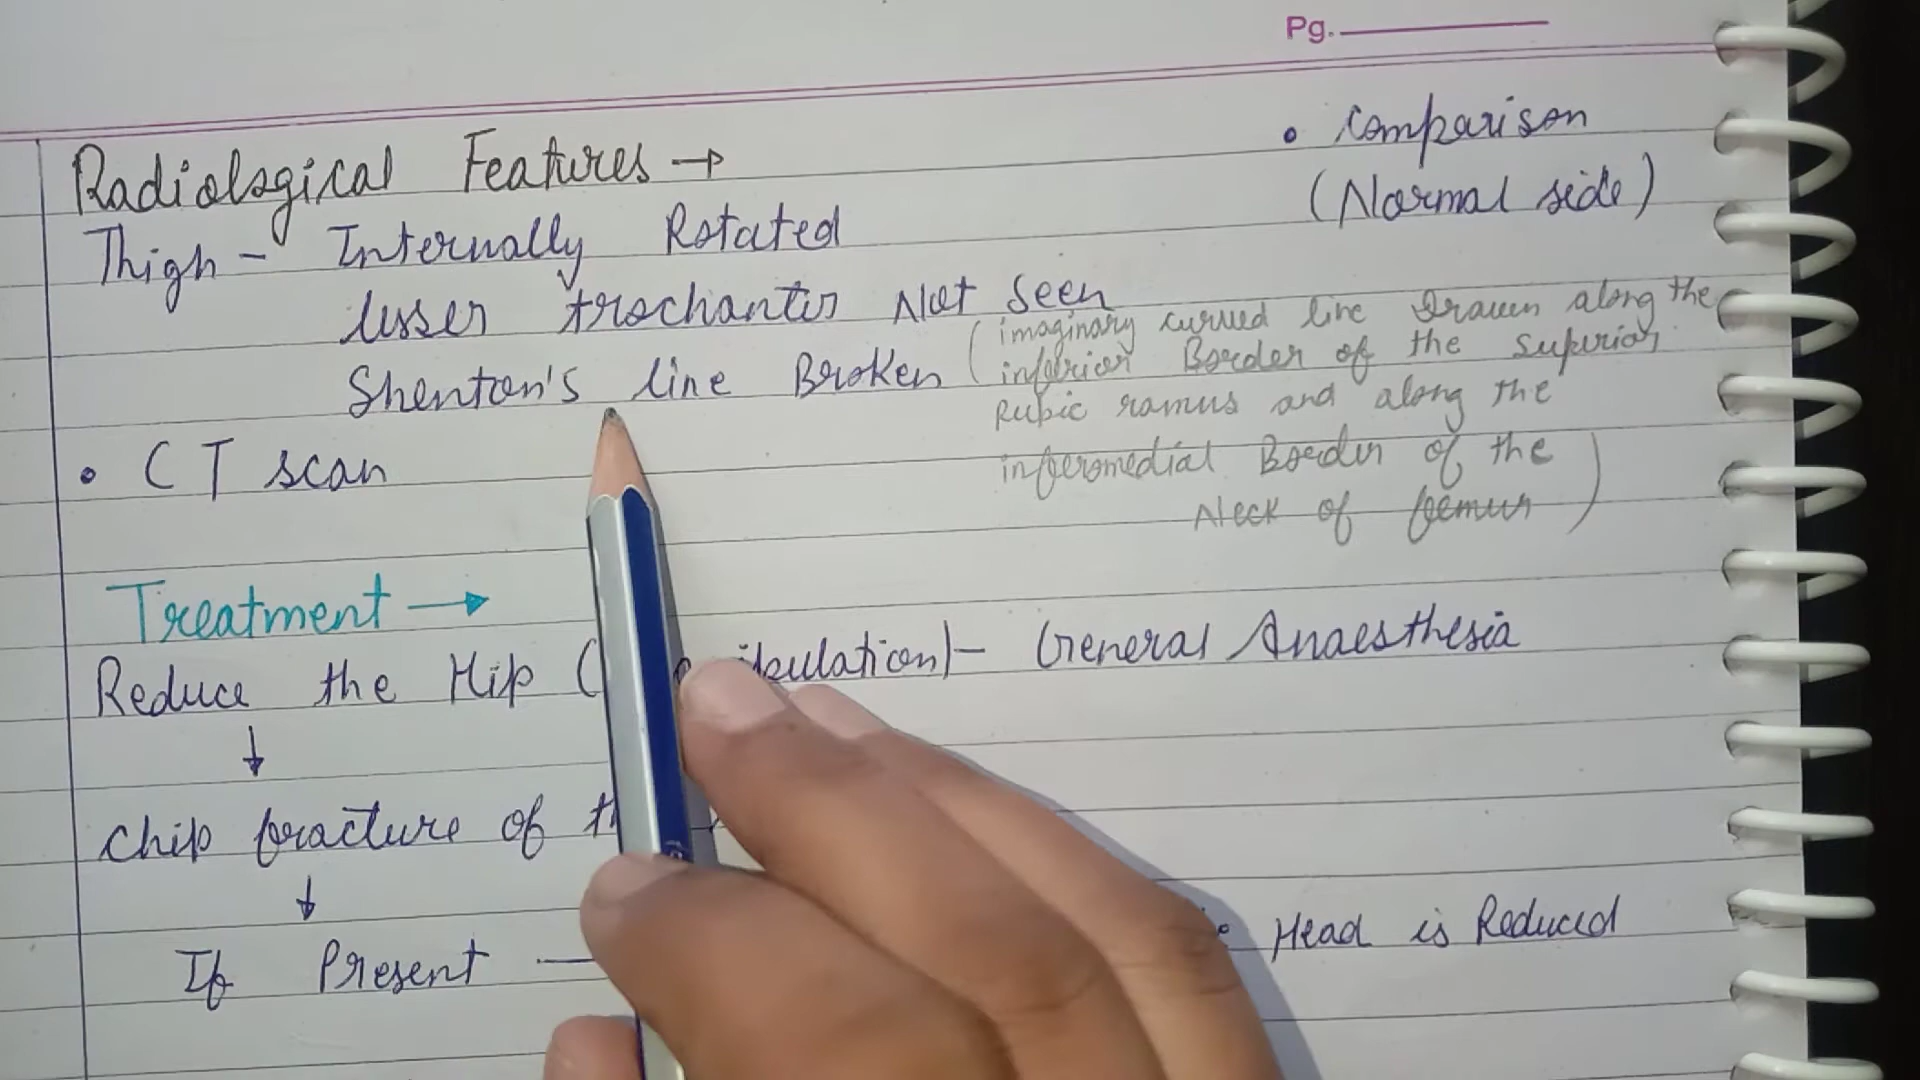 Pg.
Radiological Features →
• Comparison
(Normal side)
Thigh - Internally Rotated
lesser trochanter Not seen
Shenton's line Broken (imaginary curved line Drawn along the
inferior Border of the superior
Pubic ramus and along the
inferomedial Border of the
Neck of femur)
• CT scan
Treatment →
Reduce the Hip ( ipulation) - General Anaesthesia
↓
Chip fracture of
↓
If Present — Head is Reduced